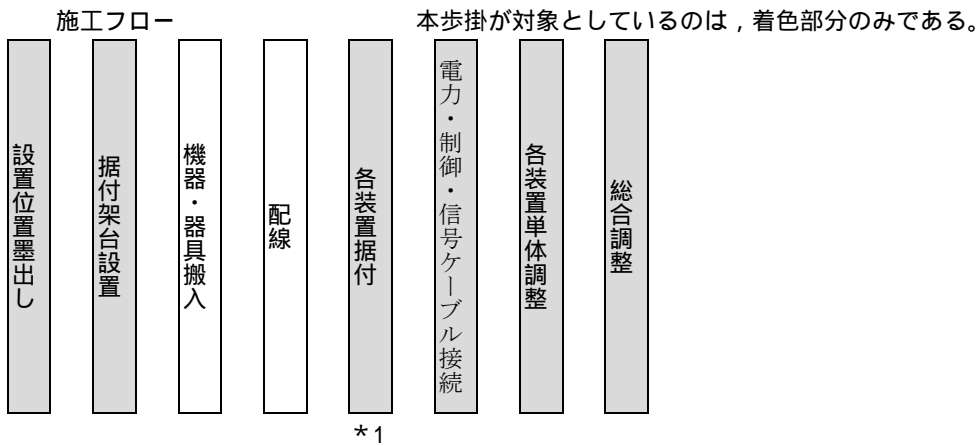 施工フロー
本歩掛が対象としているのは，着色部分のみである。
設置位置墨出し
据付架台設置
機器・器具搬入
配線
各装置据付
電力・制御・信号ケーブル接続
各装置単体調整
総合調整
＊1